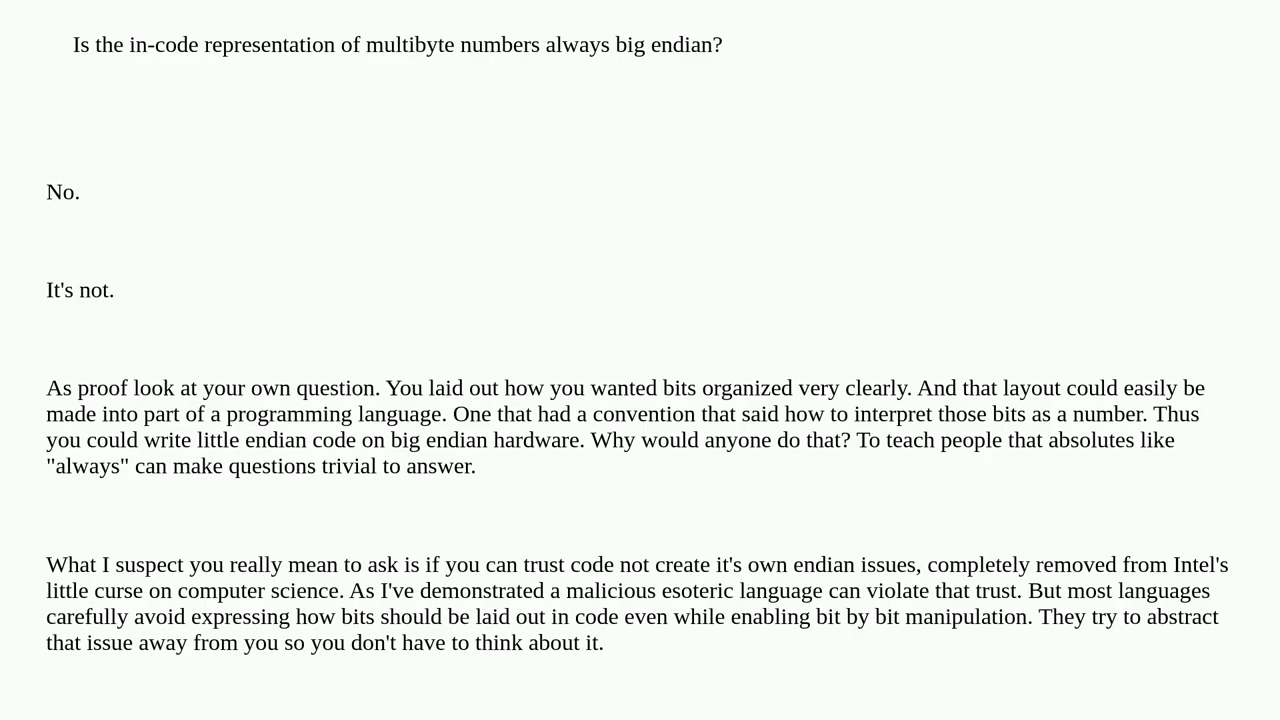 Is the in-code representation of multibyte numbers always big endian?
No.
It's not.
As proof look at your own question. You laid out how you wanted bits organized very clearly. And that layout could easily be
made into part of a programming language. One that had a convention that said how to interpret those bits as a number. Thus
you could write little endian code on big endian hardware. Why would anyone do that? To teach people that absolutes like
"always" can make questions trivial to answer.
What I suspect you really mean to ask is if you can trust code not create it's own endian issues, completely removed from Intel's
little curse on computer science. As I've demonstrated a malicious esoteric language can violate that trust. But most languages
carefully avoid expressing how bits should be laid out in code even while enabling bit by bit manipulation. They try to abstract
that issue away from you so you don't have to think about it.